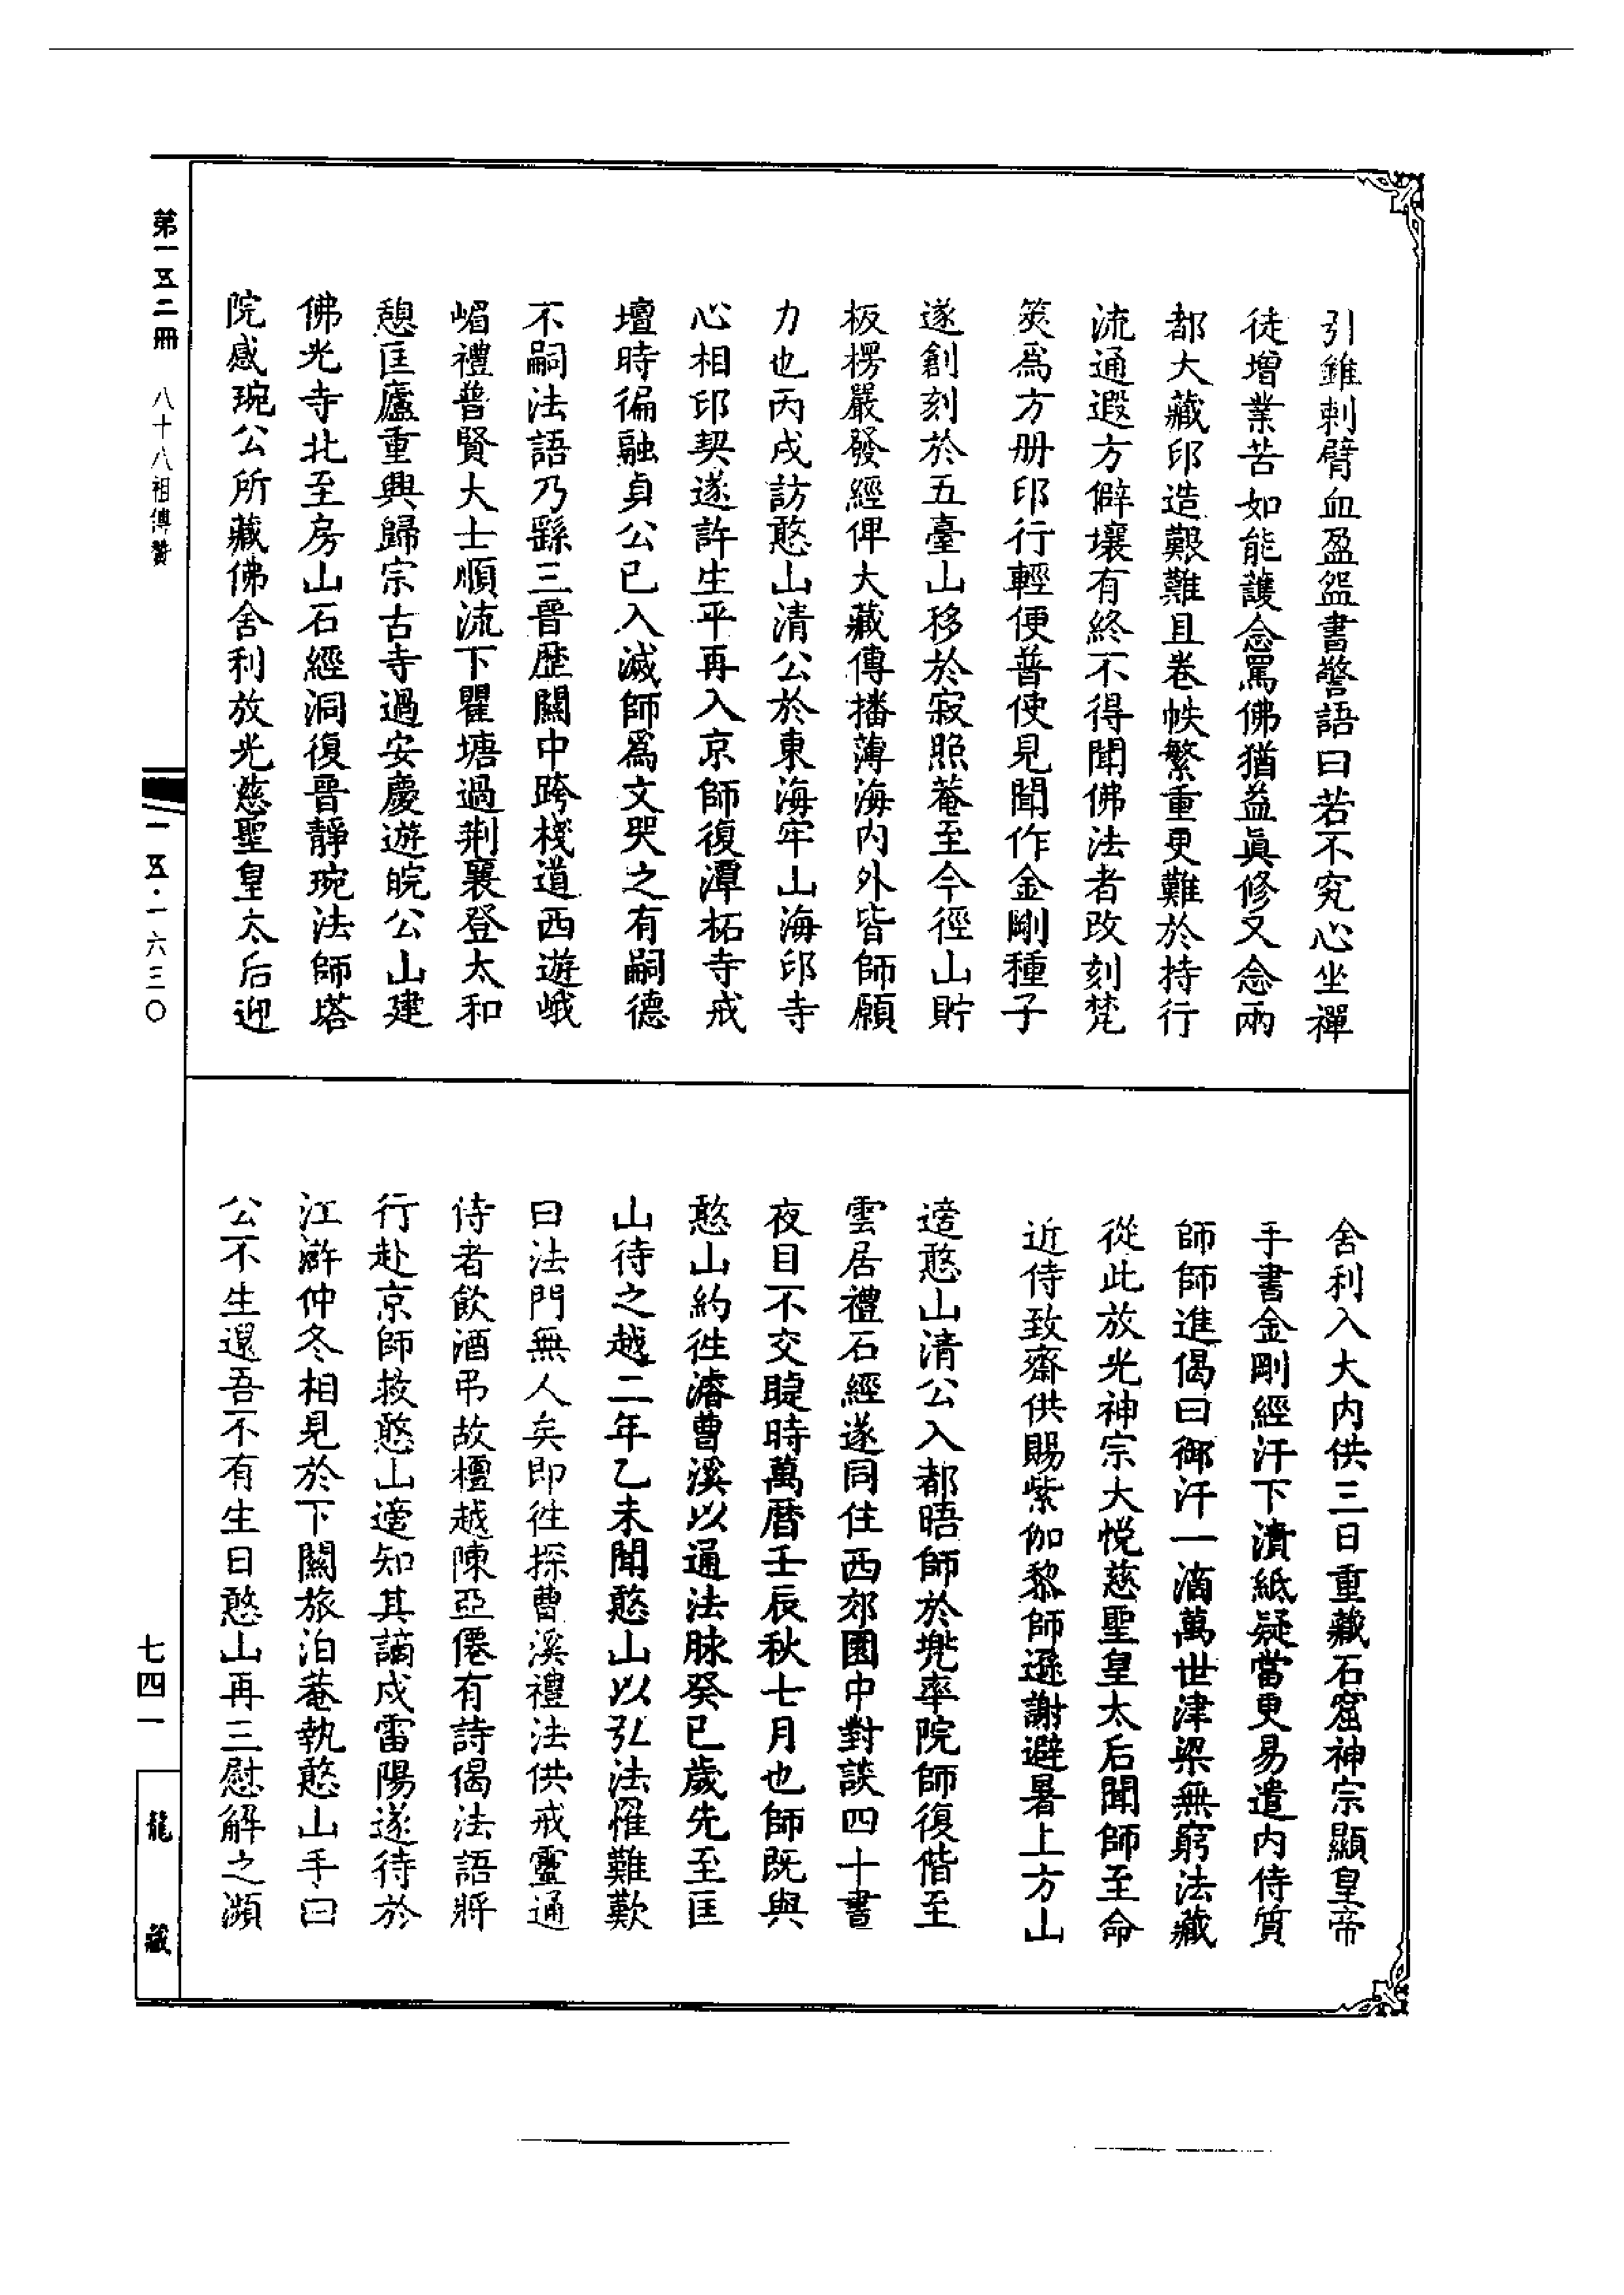 引錐刺臂血盈盌書警語曰若不究心坐禪
徒增業苦如能護念罵佛猶益眞修又念兩
都大藏印造艱難且卷帙繁重更難於持行
流通遐方僻壤有終不得聞佛法者改刻梵
筴爲方册印行輕便普使見聞作金剛種子
遂創刻於五臺山移於寂照菴至今徑山貯
板楞嚴發經俾大藏傳播薄海內外皆師願
力也丙戌訪憨山清公於東海牢山海印寺
心相印契遂許生平再入京師復潭柘寺戒
壇時徧融貞公已入滅師爲文哭之有嗣德
不嗣法語乃繇三晉歷關中跨棧道西遊峨
嵋禮普賢大士順流下瞿塘過荆襄登太和
憩匡廬重興歸宗古寺過安慶遊皖公山建
佛光寺北至房山石經洞復晉靜琬法師塔
院感琬公所藏佛舍利放光慈聖皇太后迎
舍利入大內供三日重藏石窟神宗顯皇帝
手書金剛經汗下漬紙疑當更易遣內侍質
師師進偈曰御汗一滴萬世津梁無窮法藏
從此放光神宗大悅慈聖皇太后聞師至命
近侍致齋供賜紫伽黎師遜謝避暑上方山
適憨山清公入都晤師於兜率院師復偕至
雲居禮石經遂同住西郊園中對談四十晝
夜目不交睫時萬曆壬辰秋七月也師既與
憨山約徃濬曹溪以通法脉癸巳歲先至匡
山待之越二年乙未聞憨山以弘法罹難歎
曰法門無人矣即徃探曹溪禮法供戒靈通
侍者飮酒弔故檀越陳亞僊有詩偈法語將
行赴京師救憨山適知其謫戍雷陽遂待於
江滸仲冬相見於下關旅泊菴執憨山手曰
公不生還吾不有生日憨山再三慰解之瀕
第一五二冊 八十八祖傳贊
一五·一六三〇
七四一
龍藏